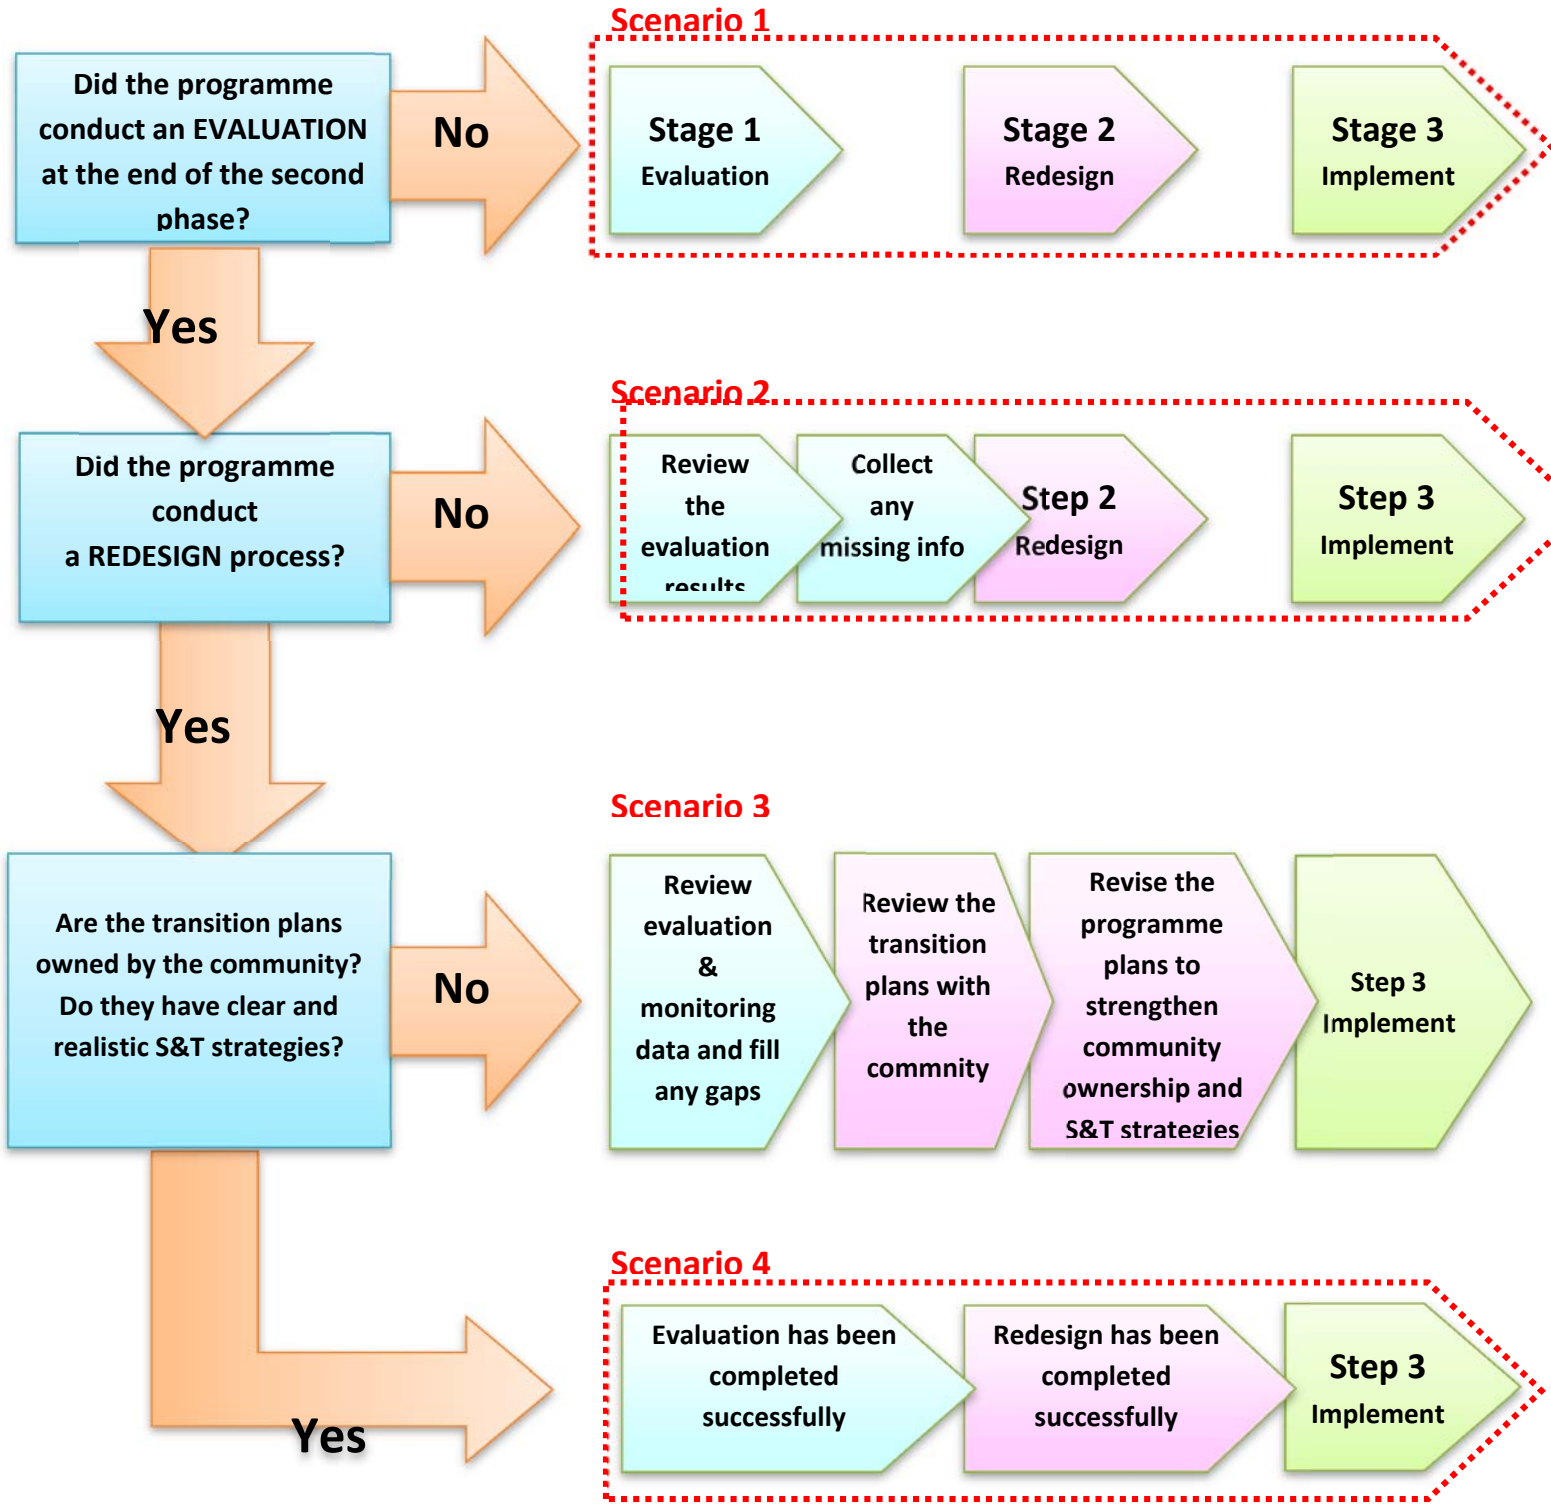 Scenario 1
Did the programme
conduct an EVALUATION
at the end of the second
phase?
No
Stage 1
Evaluation
Stage 2
Redesign
Stage 3
Implement
Yes
Scenario 2
Did the programme
conduct
a REDESIGN process?
No
Review
the
evaluation
results
Collect
any
missing info
Step 2
Redesign
Step 3
Implement
Yes
Scenario 3
Are the transition plans
owned by the community?
Do they have clear and
realistic S&T strategies?
No
Review
evaluation
&
monitoring
data and fill
any gaps
Review the
transition
plans with
the
commnity
Revise the
programme
plans to
strengthen
community
ownership and
S&T strategies
Step 3
Implement
Scenario 4
Evaluation has been
completed
successfully
Redesign has been
completed
successfully
Step 3
Implement
Yes